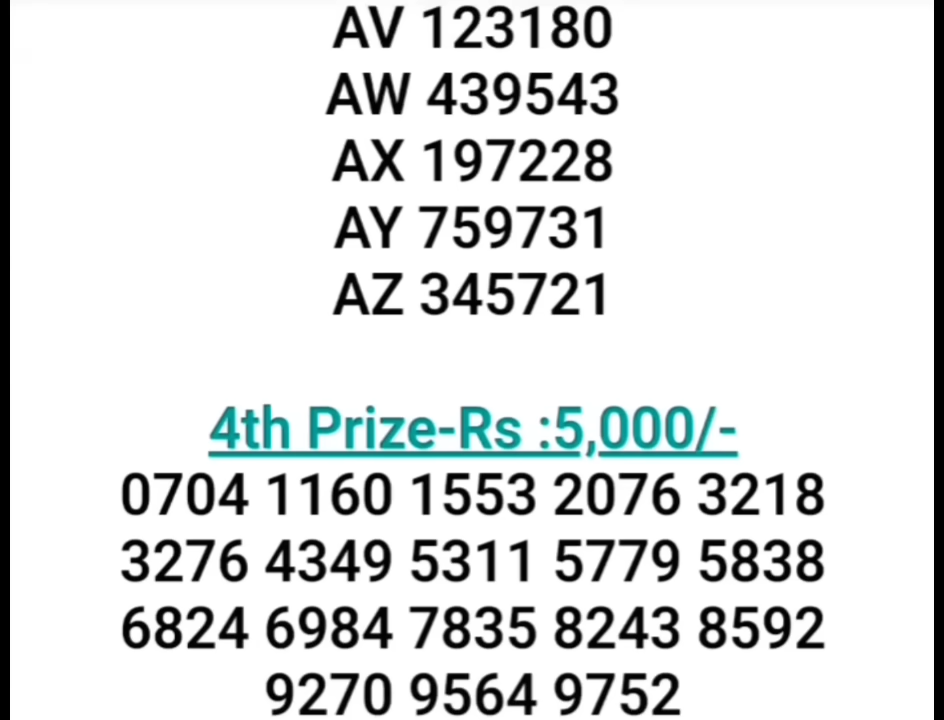 AV 123180
AW 439543
AX 197228
AY 759731
AZ 345721
4th Prize-Rs :5,000/-
0704 1160 1553 2076 3218
3276 4349 5311 5779 5838
6824 6984 7835 8243 8592
9270 9564 9752